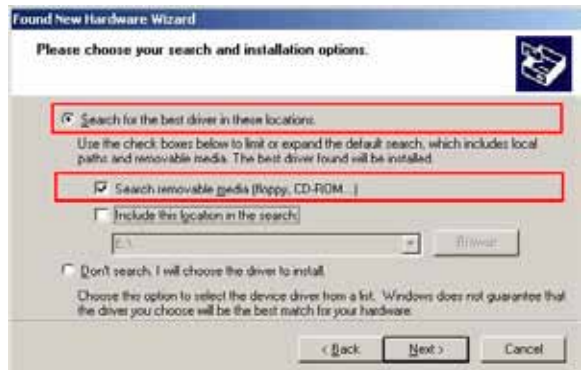 Found New Hardware Wizard
Please choose your search and installation options.
Search for the best driver in these locations.
Use the check boxes below to limit or expand the default search, which includes local
paths and removable media. The best driver found will be installed.
Search removable media (floppy, CD-ROM...)
Include this location in the search:
E:\
Browse
Don't search. I will choose the driver to install.
Choose this option to select the device driver from a list. Windows does not guarantee that
the driver you choose will be the best match for your hardware.
< Back
Next >
Cancel